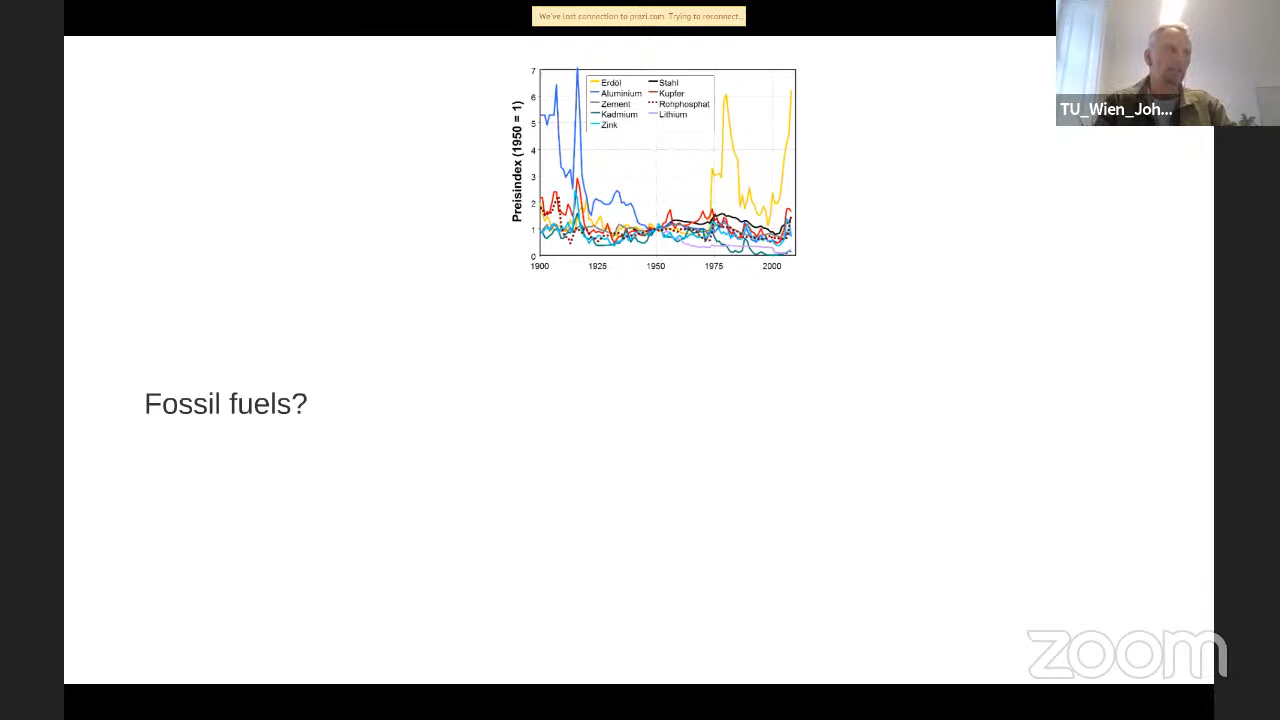 We've lost connection to prezi.com. Trying to reconnect...
TU_Wien_Joh...
Preisindex (1950 = 1)
7
6
5
4
3
2
1
0
Erdöl
Aluminium
Zement
Kadmium
Zink
Stahl
Kupfer
Rohphosphat
Lithium
1900 1925 1950 1975 2000
Fossil fuels?
zoom